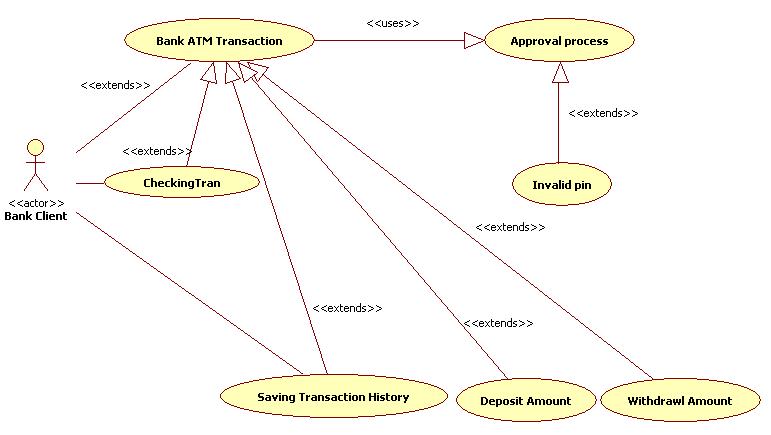 <<uses>>
Bank ATM Transaction
Approval process
<<extends>>
<<extends>>
<<extends>>
CheckingTran
Invalid pin
<<actor>>
Bank Client
<<extends>>
<<extends>>
<<extends>>
Saving Transaction History
Deposit Amount
Withdrawl Amount